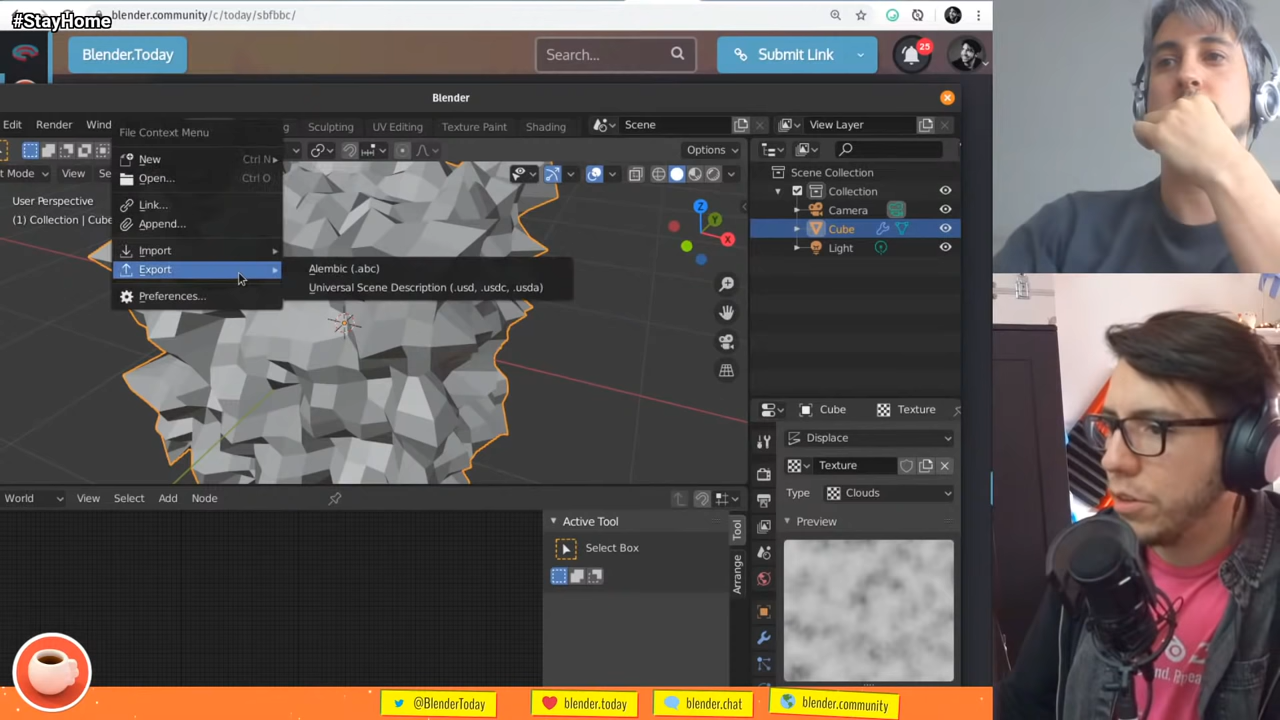 #StayHome
blender.community/c/today/sbfbbc/
Blender.Today
Search...
Submit Link
25
Blender
Edit Render Wind
Sculpting UV Editing Texture Paint Shading
Scene
View Layer
File Context Menu
New Ctrl N
Open... Ctrl O
Link...
Append...
Import
Export
Preferences...
Alembic (.abc)
Universal Scene Description (.usd, .usdc, .usda)
t Mode View Se
Options
User Perspective
(1) Collection | Cube
Z
Y
X
Scene Collection
Collection
Camera
Cube
Light
Cube Texture
Displace
Texture
Type Clouds
Preview
World View Select Add Node
Active Tool
Select Box
Tool
Arrange
@BlenderToday
blender.today
blender.chat
blender.community